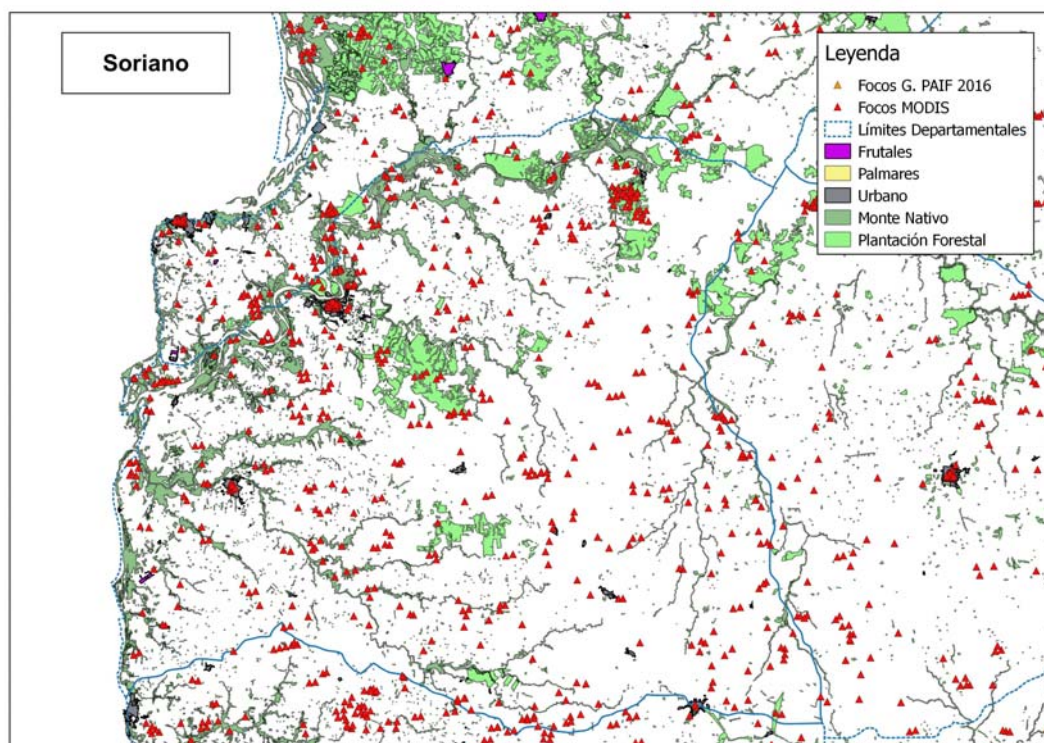 Soriano
Leyenda
Focos G. PAIF 2016
Focos MODIS
Límites Departamentales
Frutales
Palmares
Urbano
Monte Nativo
Plantación Forestal